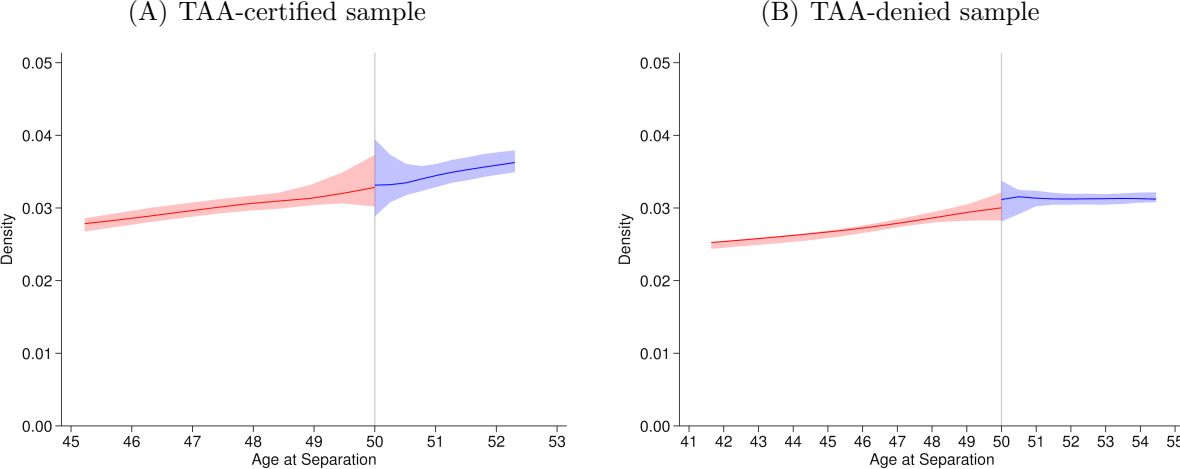 (A) TAA-certified sample
0.05
0.04
0.03
0.02
0.01
0.00
Density
45 46 47 48 49 50 51 52 53
Age at Separation
(B) TAA-denied sample
0.05
0.04
0.03
0.02
0.01
0.00
Density
41 42 43 44 45 46 47 48 49 50 51 52 53 54 55
Age at Separation